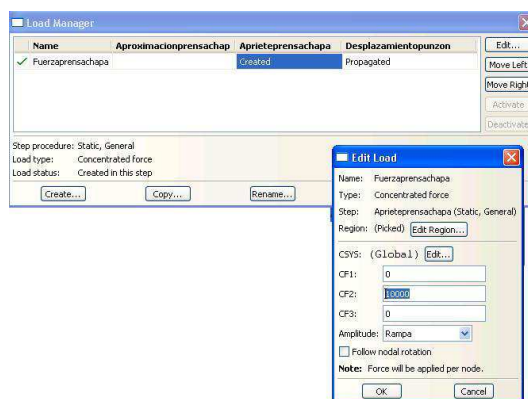 Load Manager
Name Aproximacionprensachap Aprieteprensachapa Desplazamientopunzon
Fuerzaprensachapa Created Propagated
Edit...
Move Left
Move Right
Activate
Deactivate
Step procedure: Static, General
Load type: Concentrated force
Load status: Created in this step
Create... Copy... Rename...
Edit Load
Name: Fuerzaprensachapa
Type: Concentrated force
Step: Aprieteprensachapa (Static, General)
Region: (Picked) Edit Region...
CSYS: (Global) Edit...
CF1: 0
CF2: 10000
CF3: 0
Amplitude: Rampa
Follow nodal rotation
Note: Force will be applied per node.
OK Cancel